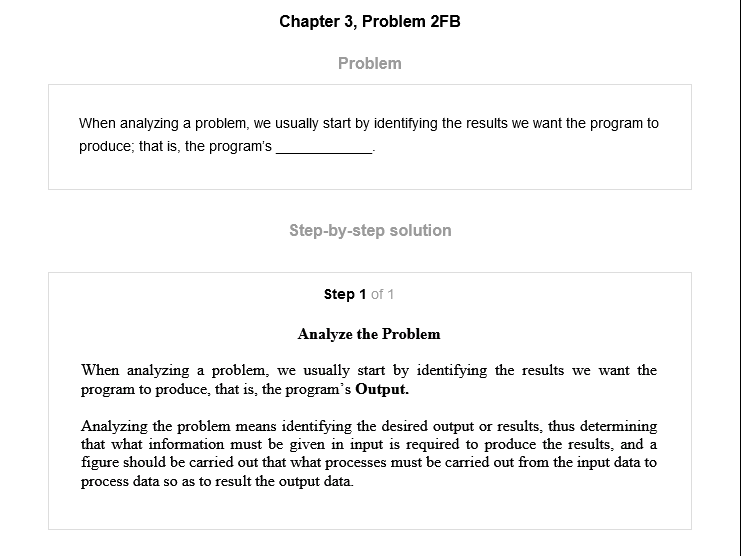 Chapter 3, Problem 2FB
Problem
When analyzing a problem, we usually start by identifying the results we want the program to
produce; that is, the program's ____________.
Step-by-step solution
Step 1 of 1
Analyze the Problem
When analyzing a problem, we usually start by identifying the results we want the
program to produce, that is, the program's Output.
Analyzing the problem means identifying the desired output or results, thus determining
that what information must be given in input is required to produce the results, and a
figure should be carried out that what processes must be carried out from the input data to
process data so as to result the output data.